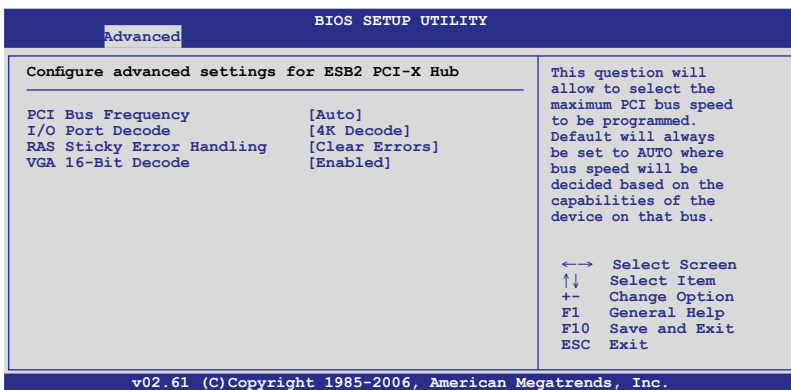 BIOS SETUP UTILITY
Advanced
Configure advanced settings for ESB2 PCI-X Hub
PCI Bus Frequency [Auto]
I/O Port Decode [4K Decode]
RAS Sticky Error Handling [Clear Errors]
VGA 16-Bit Decode [Enabled]
This question will
allow to select the
maximum PCI bus speed
to be programmed.
Default will always
be set to AUTO where
bus speed will be
decided based on the
capabilities of the
device on that bus.
←→ Select Screen
↑↓ Select Item
+- Change Option
F1 General Help
F10 Save and Exit
ESC Exit
v02.61 (C)Copyright 1985-2006, American Megatrends, Inc.